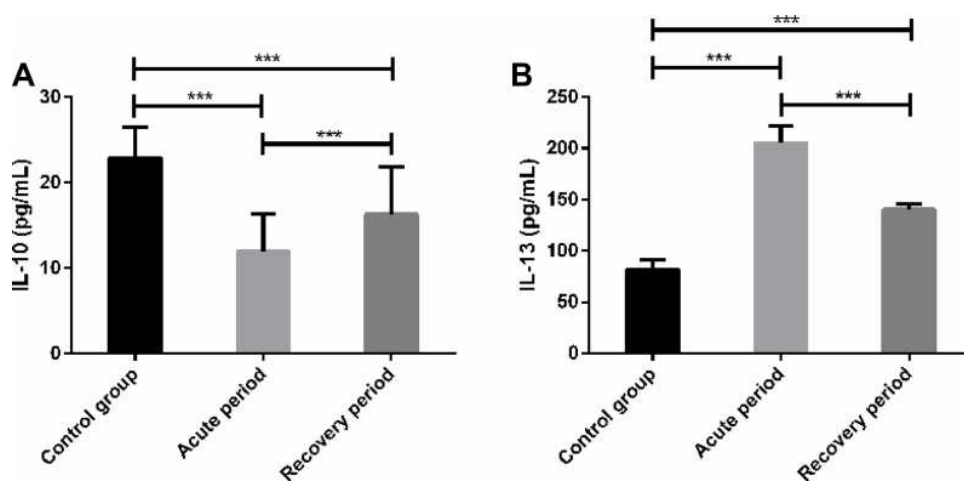 A
***
***
***
30
20
10
0
IL-10 (pg/mL)
Control group
Acute period
Recovery period
B
***
***
***
250
200
150
100
50
0
IL-13 (pg/mL)
Control group
Acute period
Recovery period